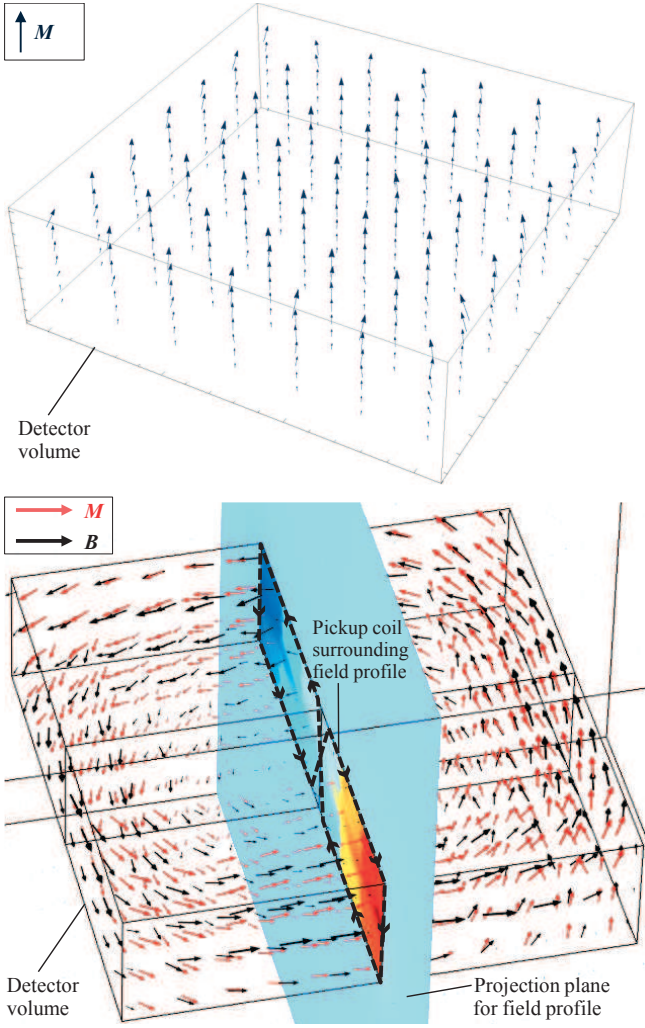 M
Detector
volume
M
B
Pickup coil
surrounding
field profile
Detector
volume
Projection plane
for field profile